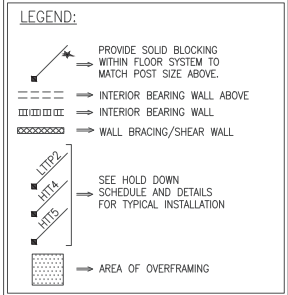 LEGEND:
PROVIDE SOLID BLOCKING
WITHIN FLOOR SYSTEM TO
MATCH POST SIZE ABOVE.
INTERIOR BEARING WALL ABOVE
INTERIOR BEARING WALL
WALL BRACING/SHEAR WALL
LTTP2
HTT4
HTT5
SEE HOLD DOWN
SCHEDULE AND DETAILS
FOR TYPICAL INSTALLATION
AREA OF OVERFRAMING